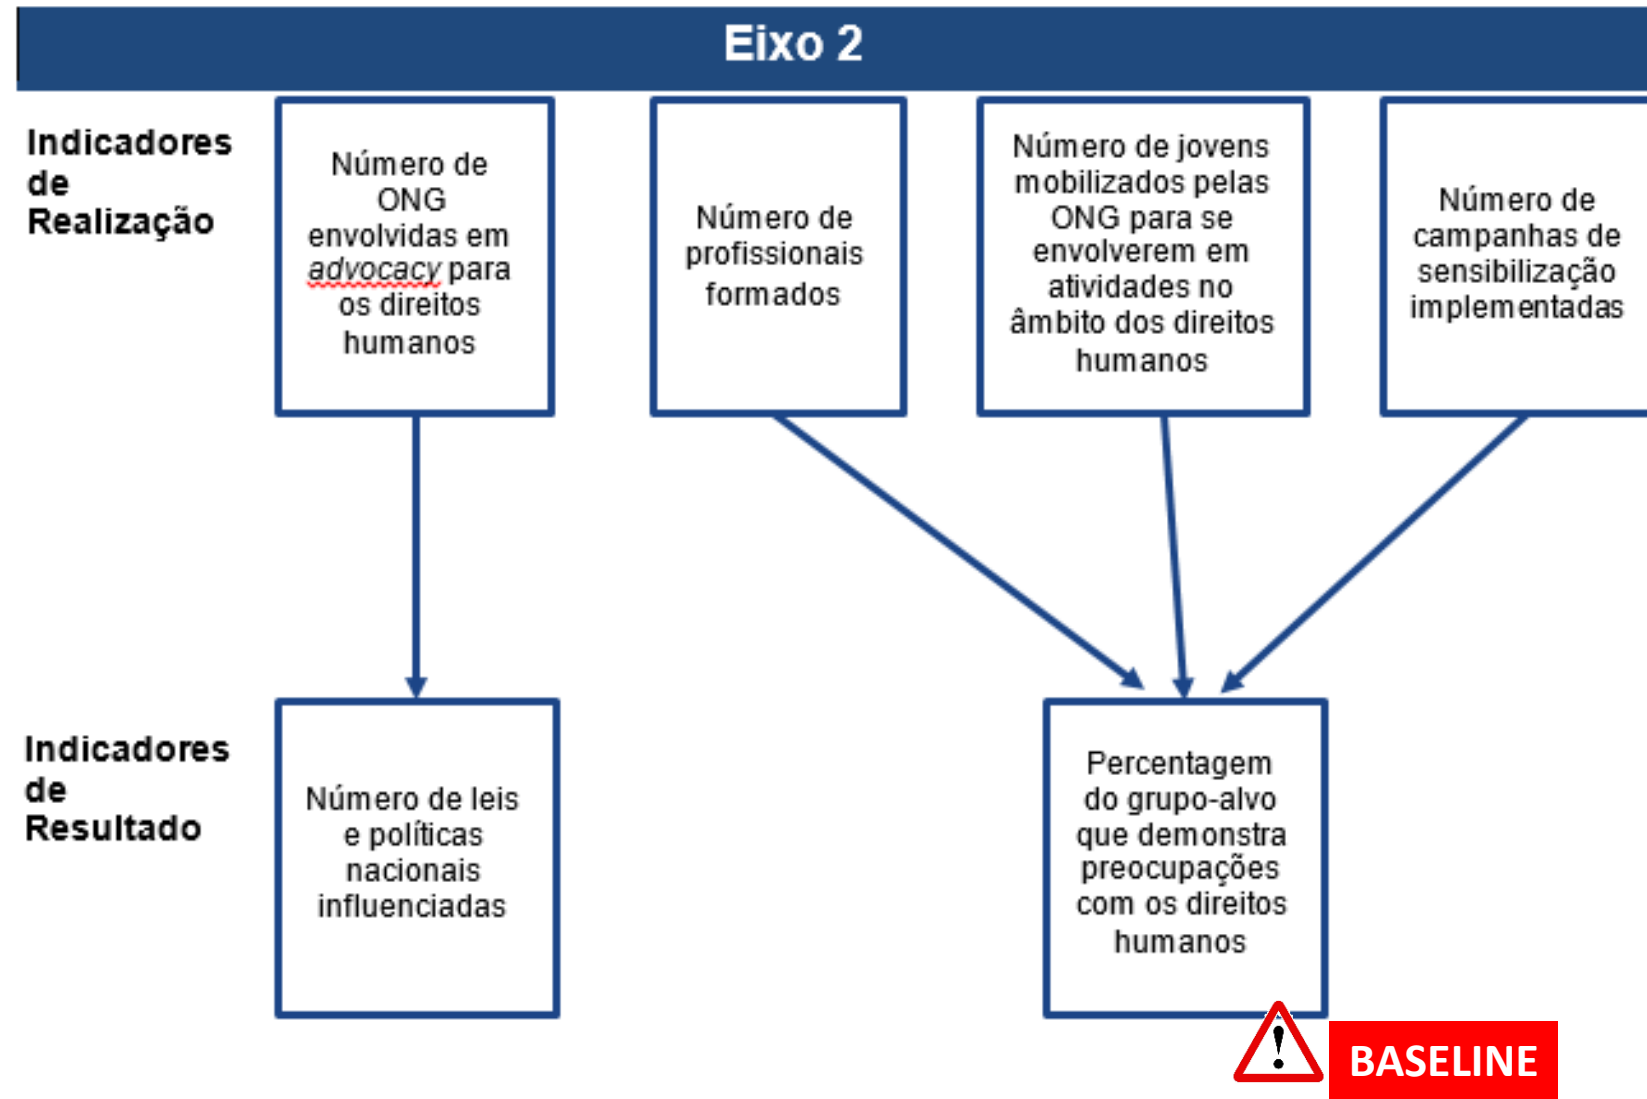 Eixo 2
Indicadores
de
Realização
Número de
ONG
envolvidas em
advocacy para
os direitos
humanos
Número de
profissionais
formados
Número de jovens
mobilizados pelas
ONG para se
envolverem em
atividades no
âmbito dos direitos
humanos
Número de
campanhas de
sensibilização
implementadas
Indicadores
de
Resultado
Número de leis
e políticas
nacionais
influenciadas
Percentagem
do grupo-alvo
que demonstra
preocupações
com os direitos
humanos
!
BASELINE